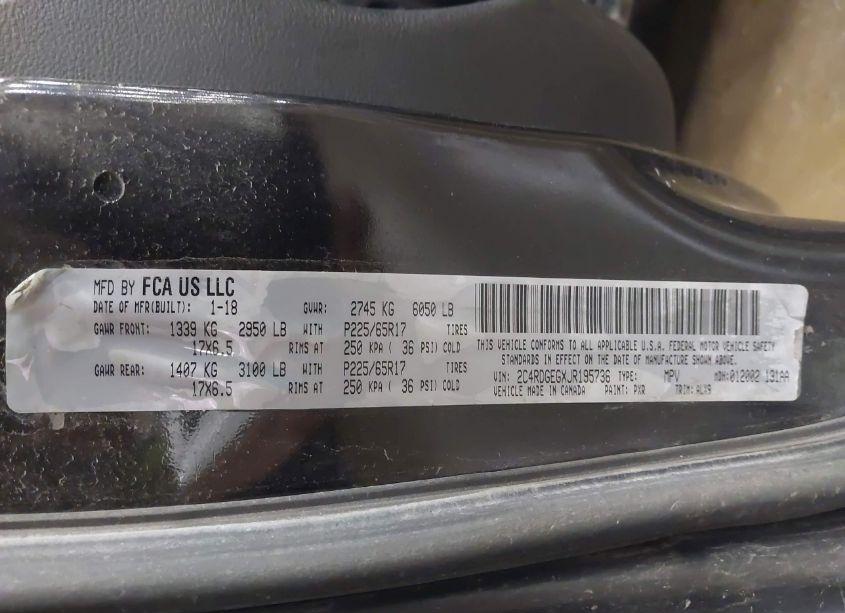 MFD BY FCA US LLC
DATE OF MFR(BUILT): 1-18 GVWR: 2745 KG 6050 LB
GAWR FRONT: 1339 KG 2950 LB WITH P225/65R17 TIRES
17X6.5 RIMS AT 250 KPA ( 36 PSI) COLD
GAWR REAR: 1407 KG 3100 LB WITH P225/65R17 TIRES
17X6.5 RIMS AT 250 KPA ( 36 PSI) COLD
THIS VEHICLE CONFORMS TO ALL APPLICABLE U.S.A. FEDERAL MOTOR VEHICLE SAFETY
STANDARDS IN EFFECT ON THE DATE OF MANUFACTURE SHOWN ABOVE.
VIN: 2C4RDGEGXJR195736 TYPE: MPV MDH:012002 131AA
VEHICLE MADE IN CANADA PAINT: PXR TRIM: ALX9